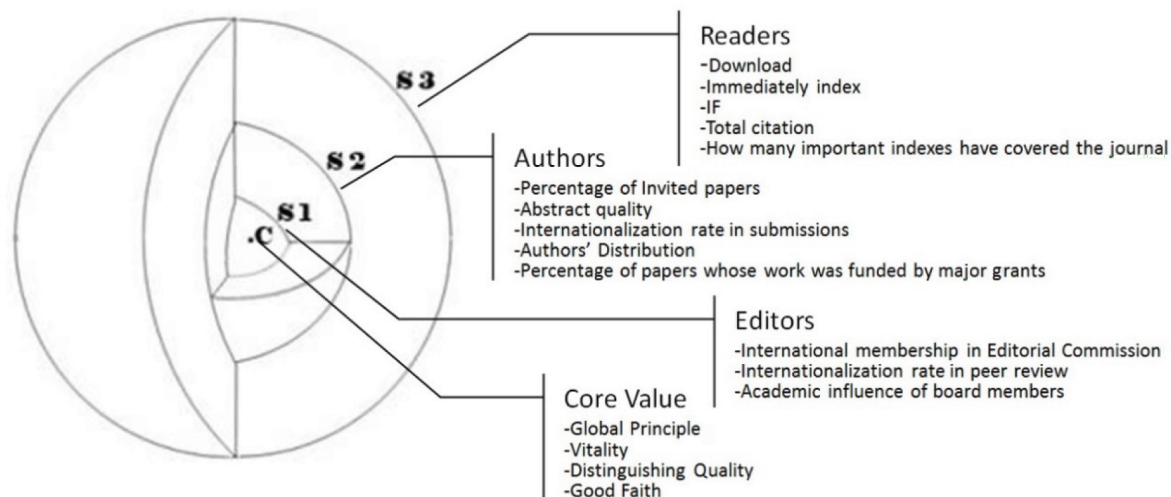 S 3
Readers
-Download
-Immediately index
-IF
-Total citation
-How many important indexes have covered the journal
S 2
Authors
-Percentage of Invited papers
-Abstract quality
-Internationalization rate in submissions
-Authors' Distribution
-Percentage of papers whose work was funded by major grants
S 1
.C
Editors
-International membership in Editorial Commission
-Internationalization rate in peer review
-Academic influence of board members
Core Value
-Global Principle
-Vitality
-Distinguishing Quality
-Good Faith